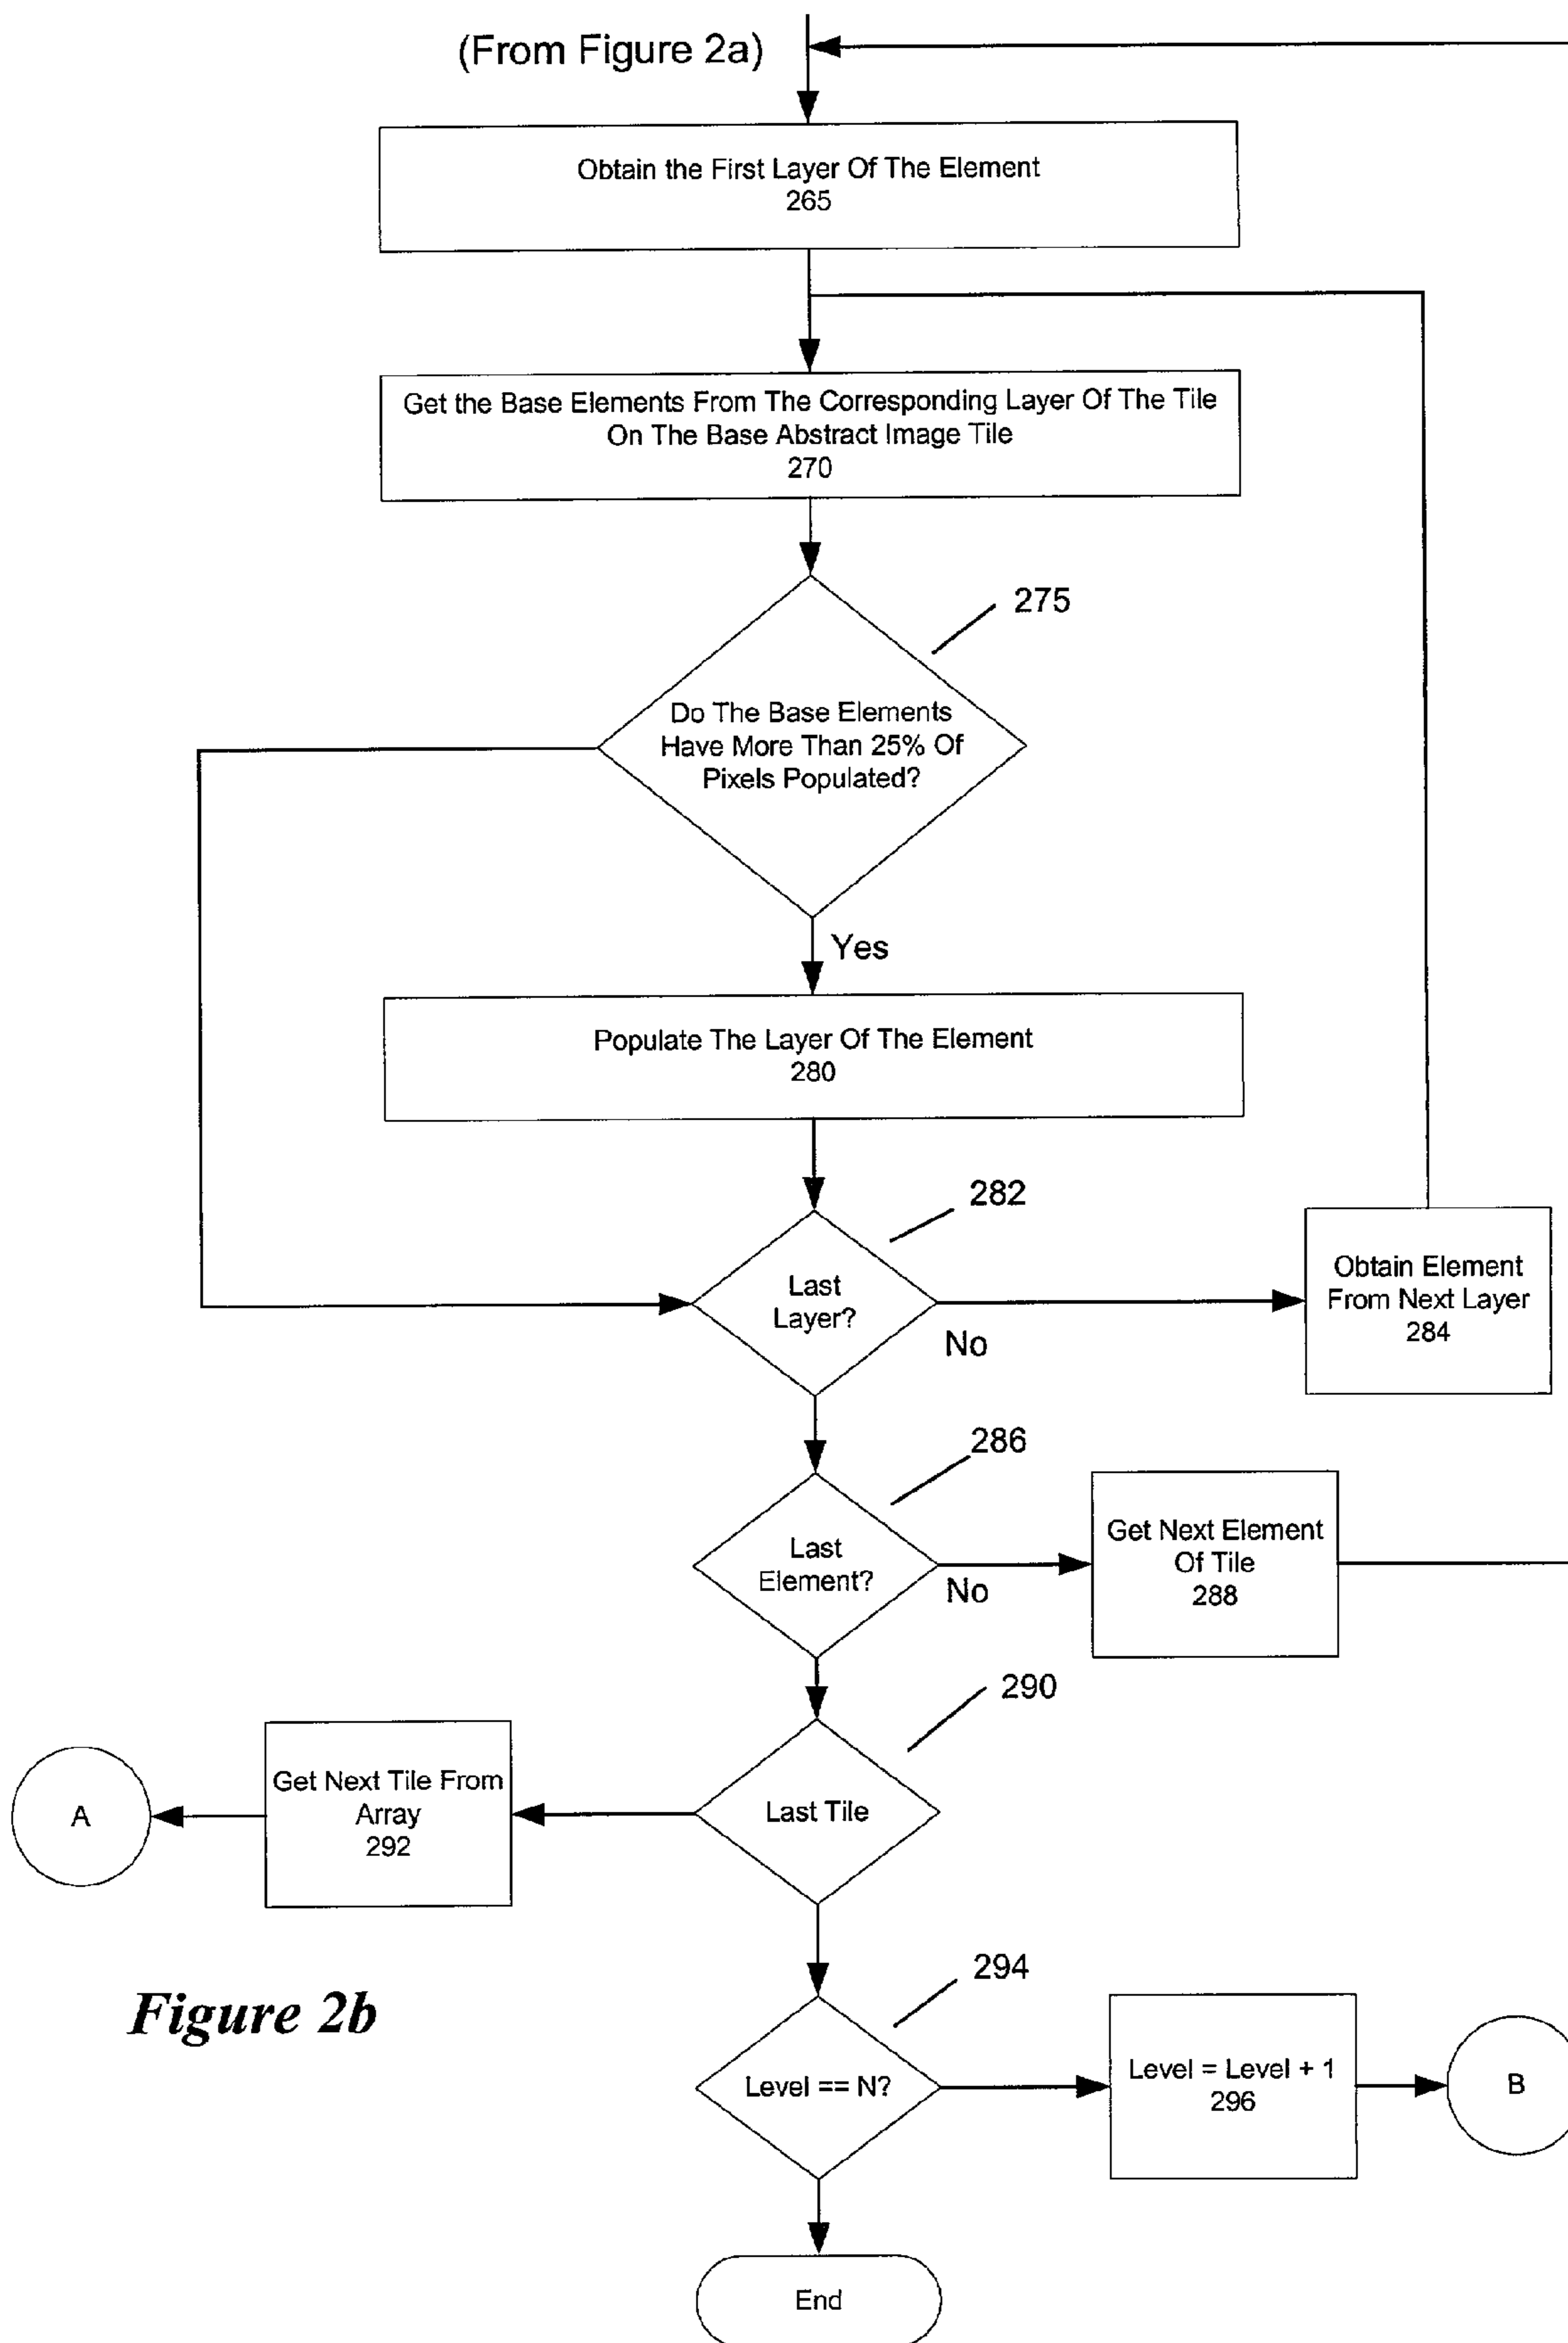 (From Figure 2a)
Obtain the First Layer Of The Element
265
Get the Base Elements From The Corresponding Layer Of The Tile
On The Base Abstract Image Tile
270
275
Do The Base Elements
Have More Than 25% Of
Pixels Populated?
Yes
Populate The Layer Of The Element
280
282
Last
Layer?
No
Obtain Element
From Next Layer
284
286
Last
Element?
No
Get Next Element
Of Tile
288
290
Last Tile
Get Next Tile From
Array
292
A
294
Level == N?
Level = Level + 1
296
B
Figure 2b
End